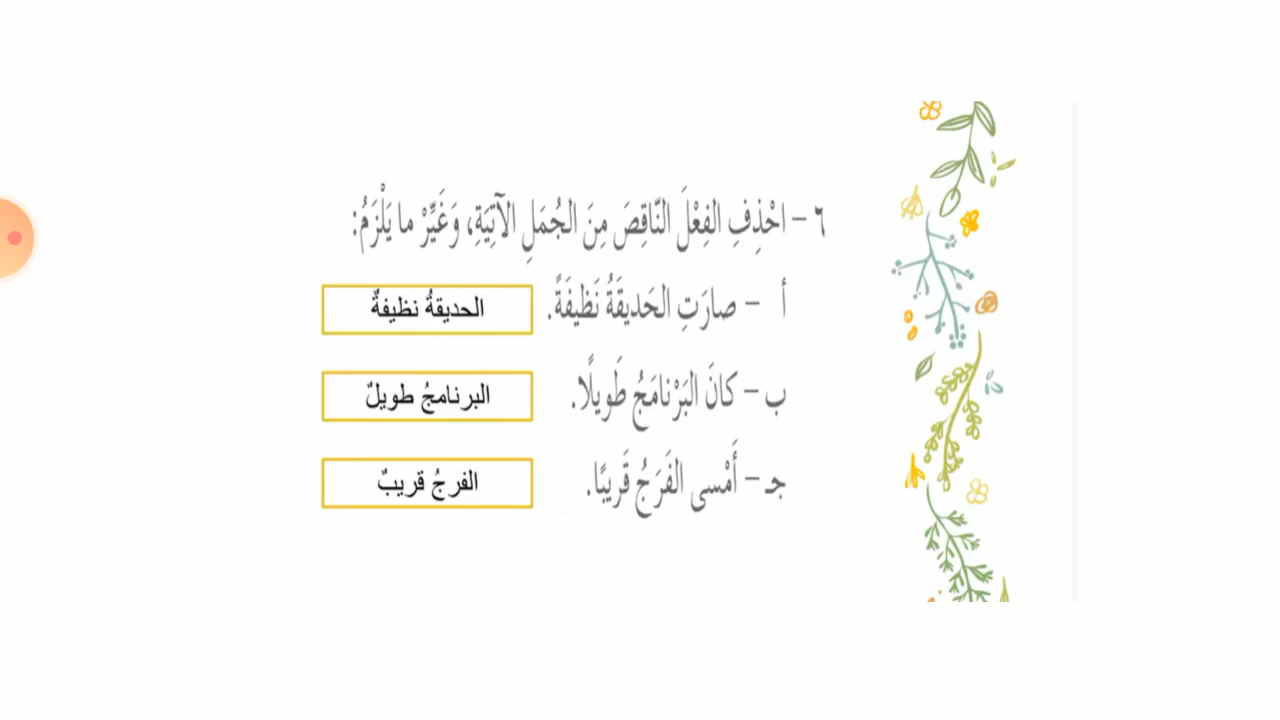 ٦ – احْذِفِ الفِعْلَ النّاقِصَ مِنَ الجُمَلِ الآتِيَةِ، وَغَيِّرْ ما يَلْزَمُ:
أ – صارَتِ الحَديقَةُ نَظيفَةً. الحديقةُ نظيفةٌ
ب – كانَ البَرْنامَجُ طَويلًا. البرنامجُ طويلٌ
جـ – أَمْسى الفَرَجُ قَريبًا. الفرجُ قريبٌ